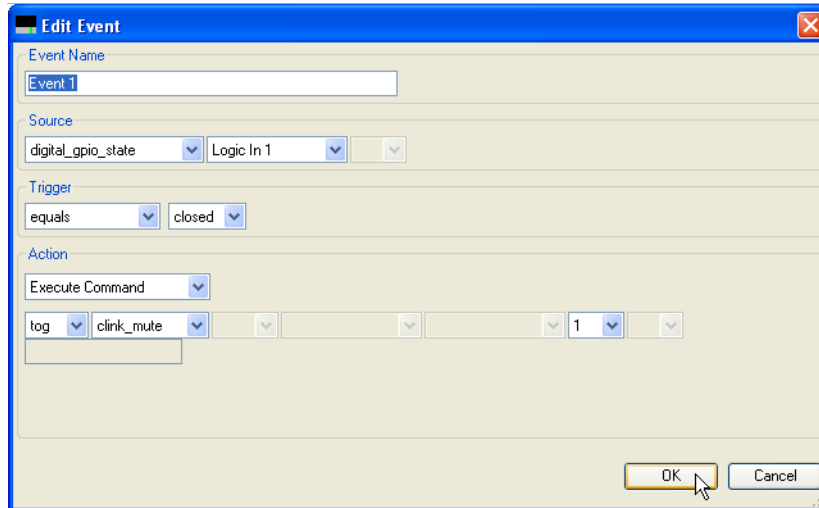 Edit Event
Event Name
Event 1
Source
digital_gpio_state Logic In 1
Trigger
equals closed
Action
Execute Command
tog clink_mute 1
OK Cancel